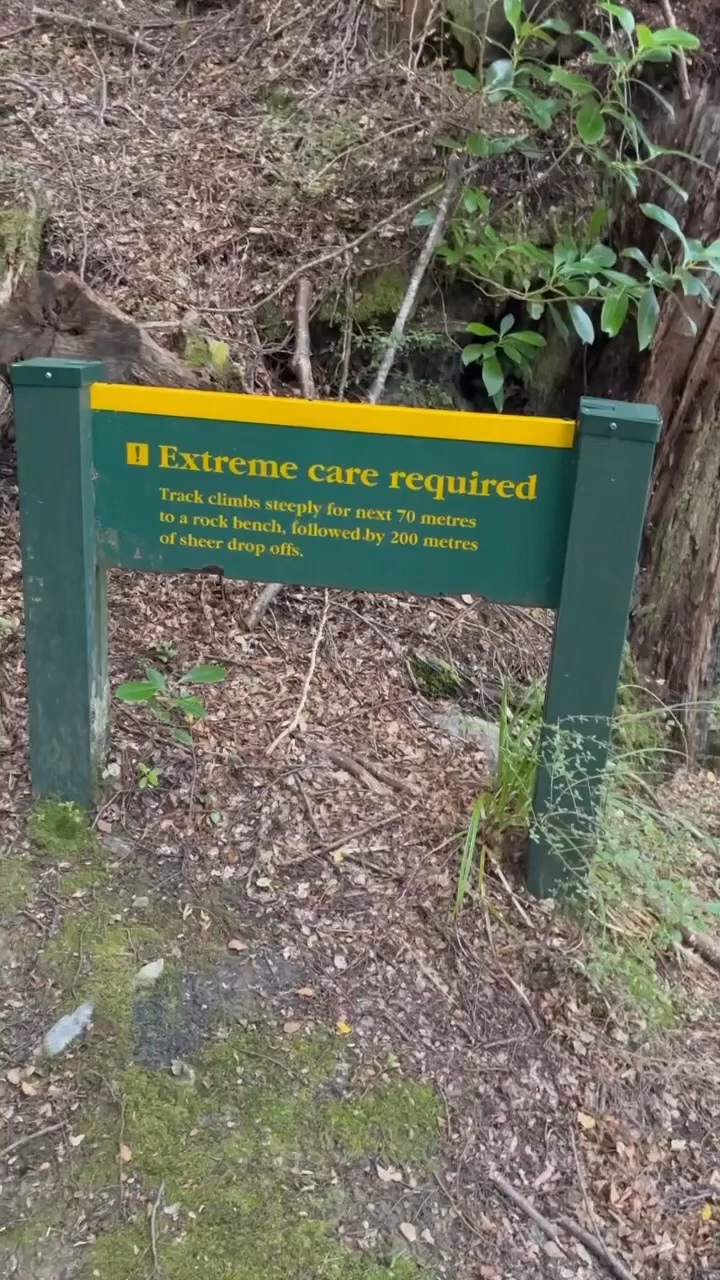 ! Extreme care required
Track climbs steeply for next 70 metres
to a rock bench, followed by 200 metres
of sheer drop offs.